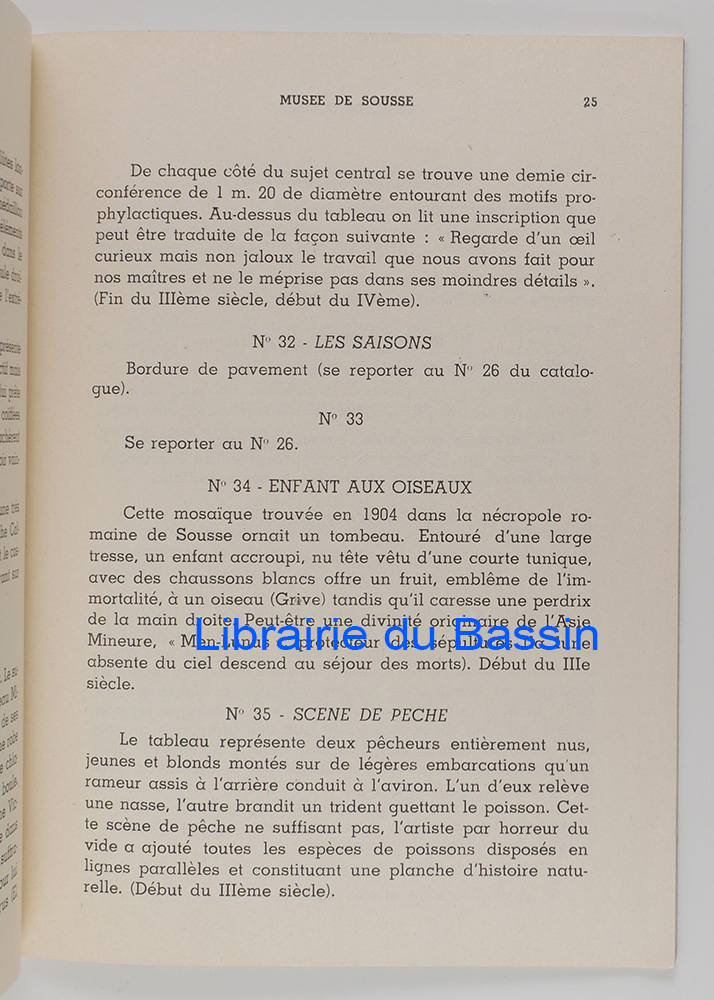 MUSEE DE SOUSSE 25
De chaque côté du sujet central se trouve une demie cir-
conférence de 1 m. 20 de diamètre entourant des motifs pro-
phylactiques. Au-dessus du tableau on lit une inscription que
peut être traduite de la façon suivante : « Regarde d'un œil
curieux mais non jaloux le travail que nous avons fait pour
nos maîtres et ne le méprise pas dans ses moindres détails ».
(Fin du IIIème siècle, début du IVème).
N° 32 - LES SAISONS
Bordure de pavement (se reporter au N° 26 du catalo-
gue).
N° 33
Se reporter au N° 26.
N° 34 - ENFANT AUX OISEAUX
Cette mosaïque trouvée en 1904 dans la nécropole ro-
maine de Sousse ornait un tombeau. Entouré d'une large
tresse, un enfant accroupi, nu tête vêtu d'une courte tunique,
avec des chaussons blancs offre un fruit, emblême de l'im-
mortalité, à un oiseau (Grive) tandis qu'il caresse une perdrix
de la main droite. Peut-être une divinité originaire de l'Asie
Librairie du Bassin
Mineure, « Men-Lunus » protecteur des sépultures (la lune
absente du ciel descend au séjour des morts). Début du IIIe
siècle.
N° 35 - SCENE DE PECHE
Le tableau représente deux pêcheurs entièrement nus,
jeunes et blonds montés sur de légères embarcations qu'un
rameur assis à l'arrière conduit à l'aviron. L'un d'eux relève
une nasse, l'autre brandit un trident guettant le poisson. Cet-
te scène de pêche ne suffisant pas, l'artiste par horreur du
vide a ajouté toutes les espèces de poissons disposés en
lignes parallèles et constituant une planche d'histoire natu-
relle. (Début du IIIème siècle).